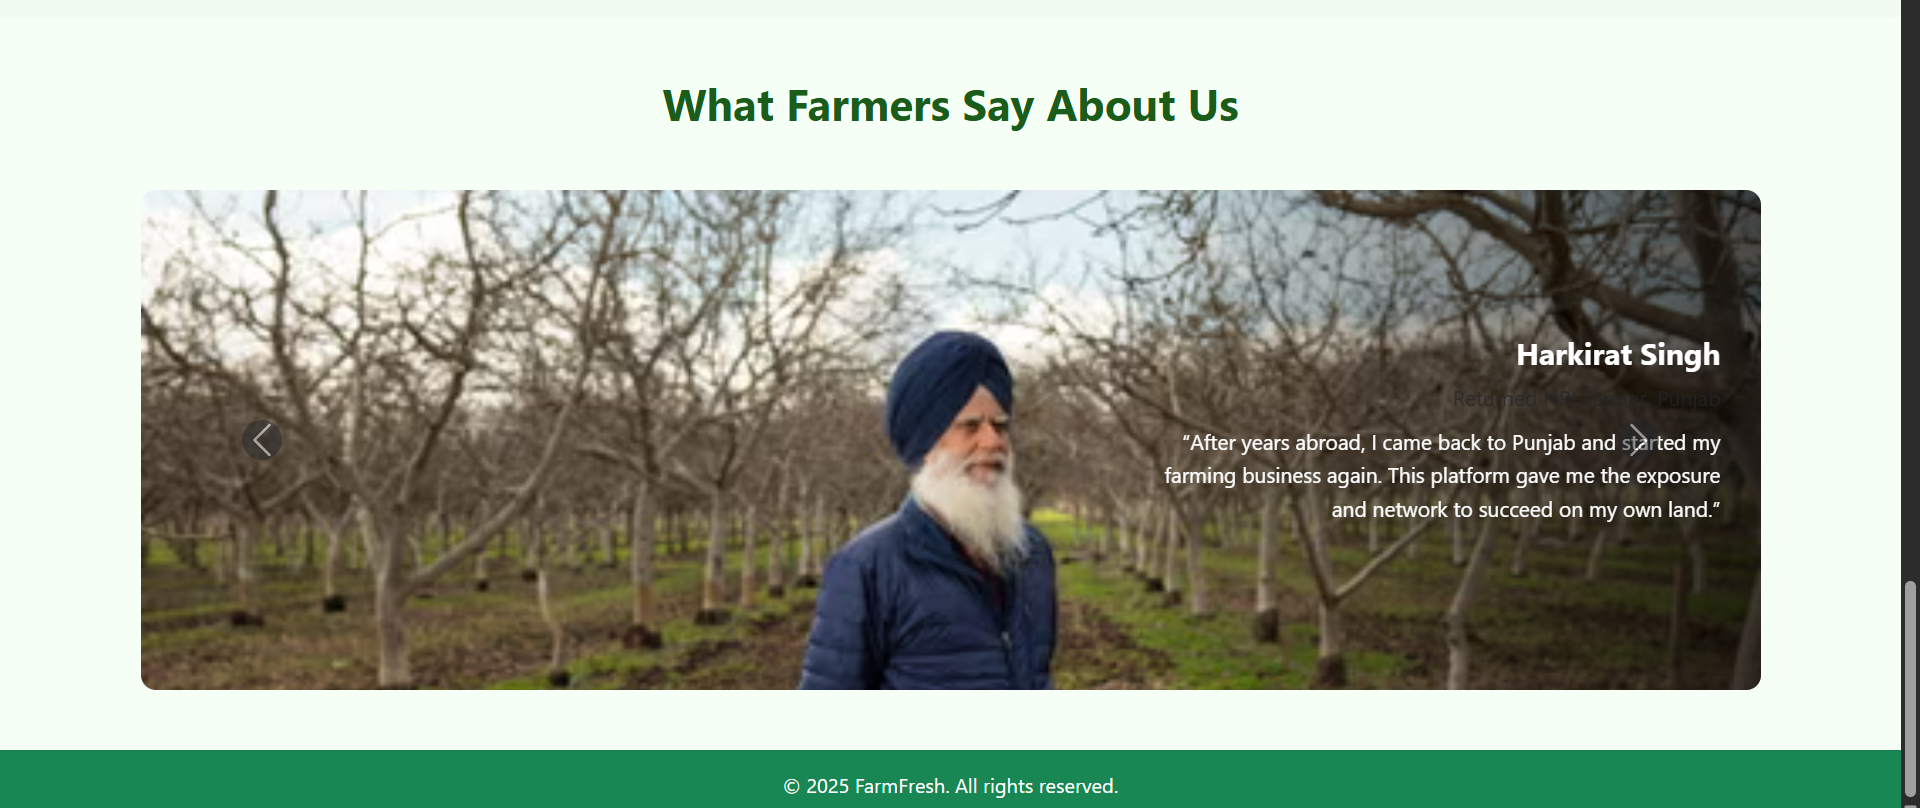 What Farmers Say About Us
Harkirat Singh
Returned Punjab
“After years abroad, I came back to Punjab and started my
farming business again. This platform gave me the exposure
and network to succeed on my own land.”
© 2025 FarmFresh. All rights reserved.